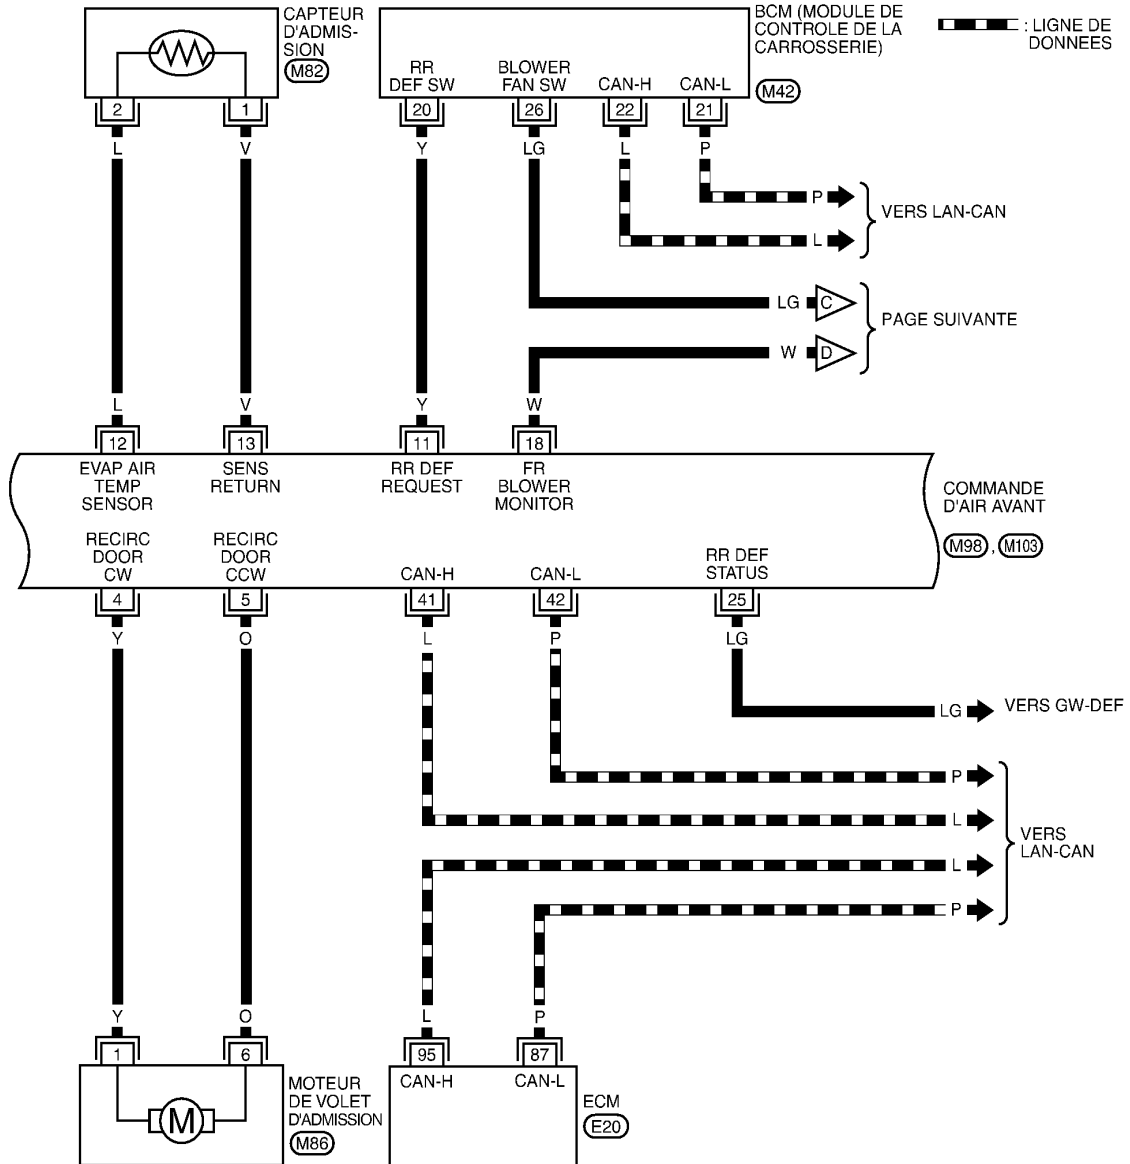 CAPTEUR
D'ADMIS-
SION
M82
BCM (MODULE DE
CONTROLE DE LA
CARROSSERIE)
M42
: LIGNE DE
DONNEES
RR
DEF SW
BLOWER
FAN SW
CAN-H
CAN-L
2
1
20
26
22
21
L
V
Y
LG
L
P
P
VERS LAN-CAN
L
LG
C
PAGE SUIVANTE
W
D
L
V
Y
W
12
13
11
18
EVAP AIR
TEMP
SENSOR
SENS
RETURN
RR DEF
REQUEST
FR
BLOWER
MONITOR
COMMANDE
D'AIR AVANT
M98 , M103
RECIRC
DOOR
CW
RECIRC
DOOR
CCW
CAN-H
CAN-L
RR DEF
STATUS
4
5
41
42
25
Y
O
L
P
LG
LG
VERS GW-DEF
P
L
VERS
LAN-CAN
L
P
Y
O
L
P
1
6
95
87
CAN-H
CAN-L
M
MOTEUR
DE VOLET
D'ADMISSION
M86
ECM
E20